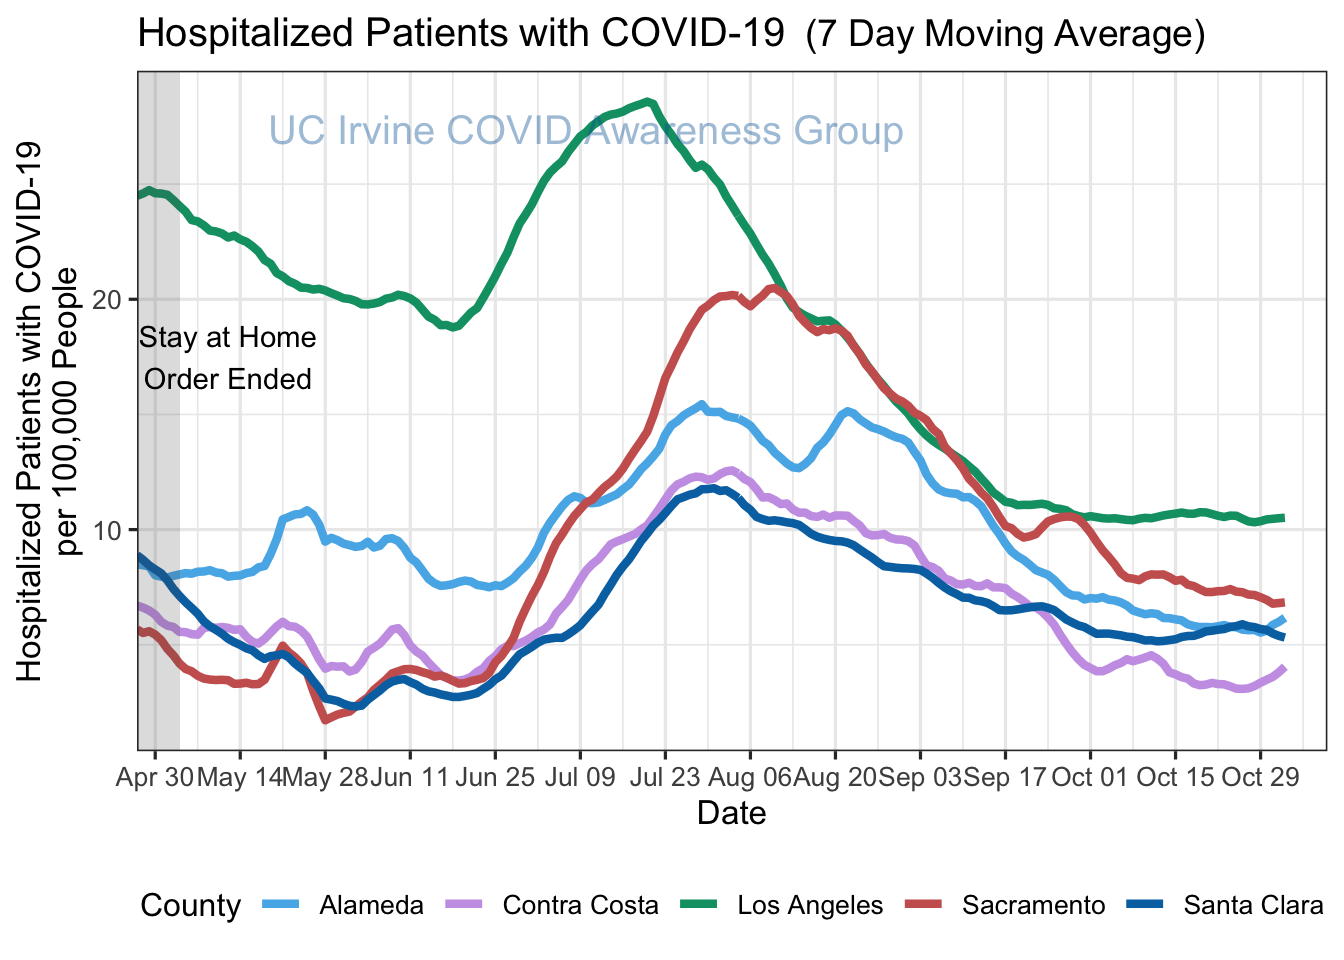 Hospitalized Patients with COVID-19  (7 Day Moving Average)
UC Irvine COVID Awareness Group
Hospitalized Patients with COVID-19
per 100,000 People
20
10
Stay at Home
Order Ended
Apr 30 May 14 May 28 Jun 11 Jun 25 Jul 09 Jul 23 Aug 06 Aug 20 Sep 03 Sep 17 Oct 01 Oct 15 Oct 29
Date
County Alameda Contra Costa Los Angeles Sacramento Santa Clara